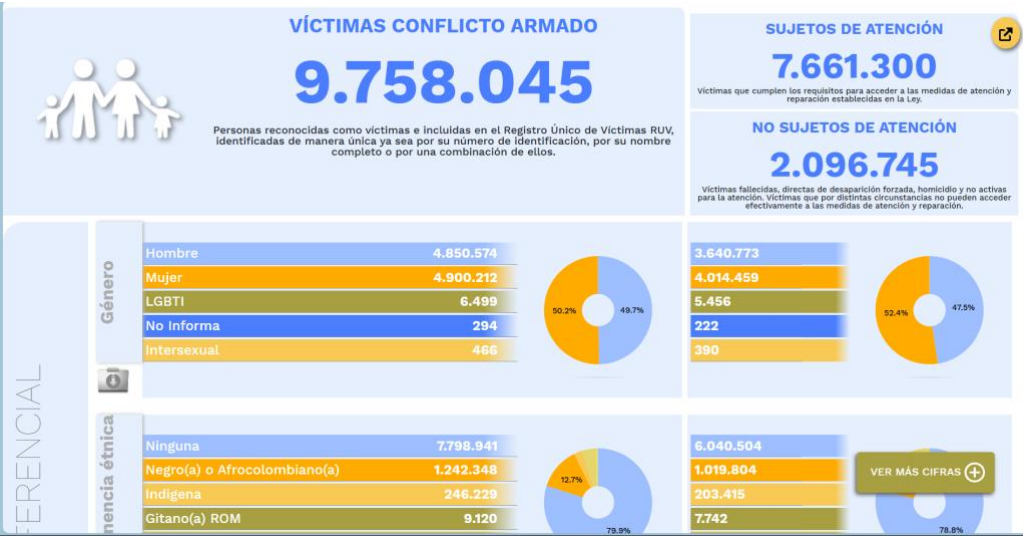 VÍCTIMAS CONFLICTO ARMADO
9.758.045
Personas reconocidas como víctimas e incluidas en el Registro Único de Víctimas RUV,
identificadas de manera única ya sea por su número de identificación, por su nombre
completo o por una combinación de ellos.
SUJETOS DE ATENCIÓN
7.661.300
Víctimas que cumplen los requisitos para acceder a las medidas de atención y
reparación establecidas en la Ley.
NO SUJETOS DE ATENCIÓN
2.096.745
Víctimas fallecidas, directas de desaparición forzada, homicidio y no activas
para la atención. Víctimas que por distintas circunstancias no pueden acceder
efectivamente a las medidas de atención y reparación.
FERENCIAL
Género
Hombre 4.850.574
Mujer 4.900.212
LGBTI 6.499
No Informa 294
Intersexual 466
50.2% 49.7%
3.640.773
4.014.459
5.456
222
390
52.4% 47.5%
nencia étnica
Ninguna 7.798.941
Negro(a) o Afrocolombiano(a) 1.242.348
Indigena 246.229
Gitano(a) ROM 9.120
12.7%
79.9%
6.040.504
1.019.804
203.415
7.742
VER MÁS CIFRAS
78.8%